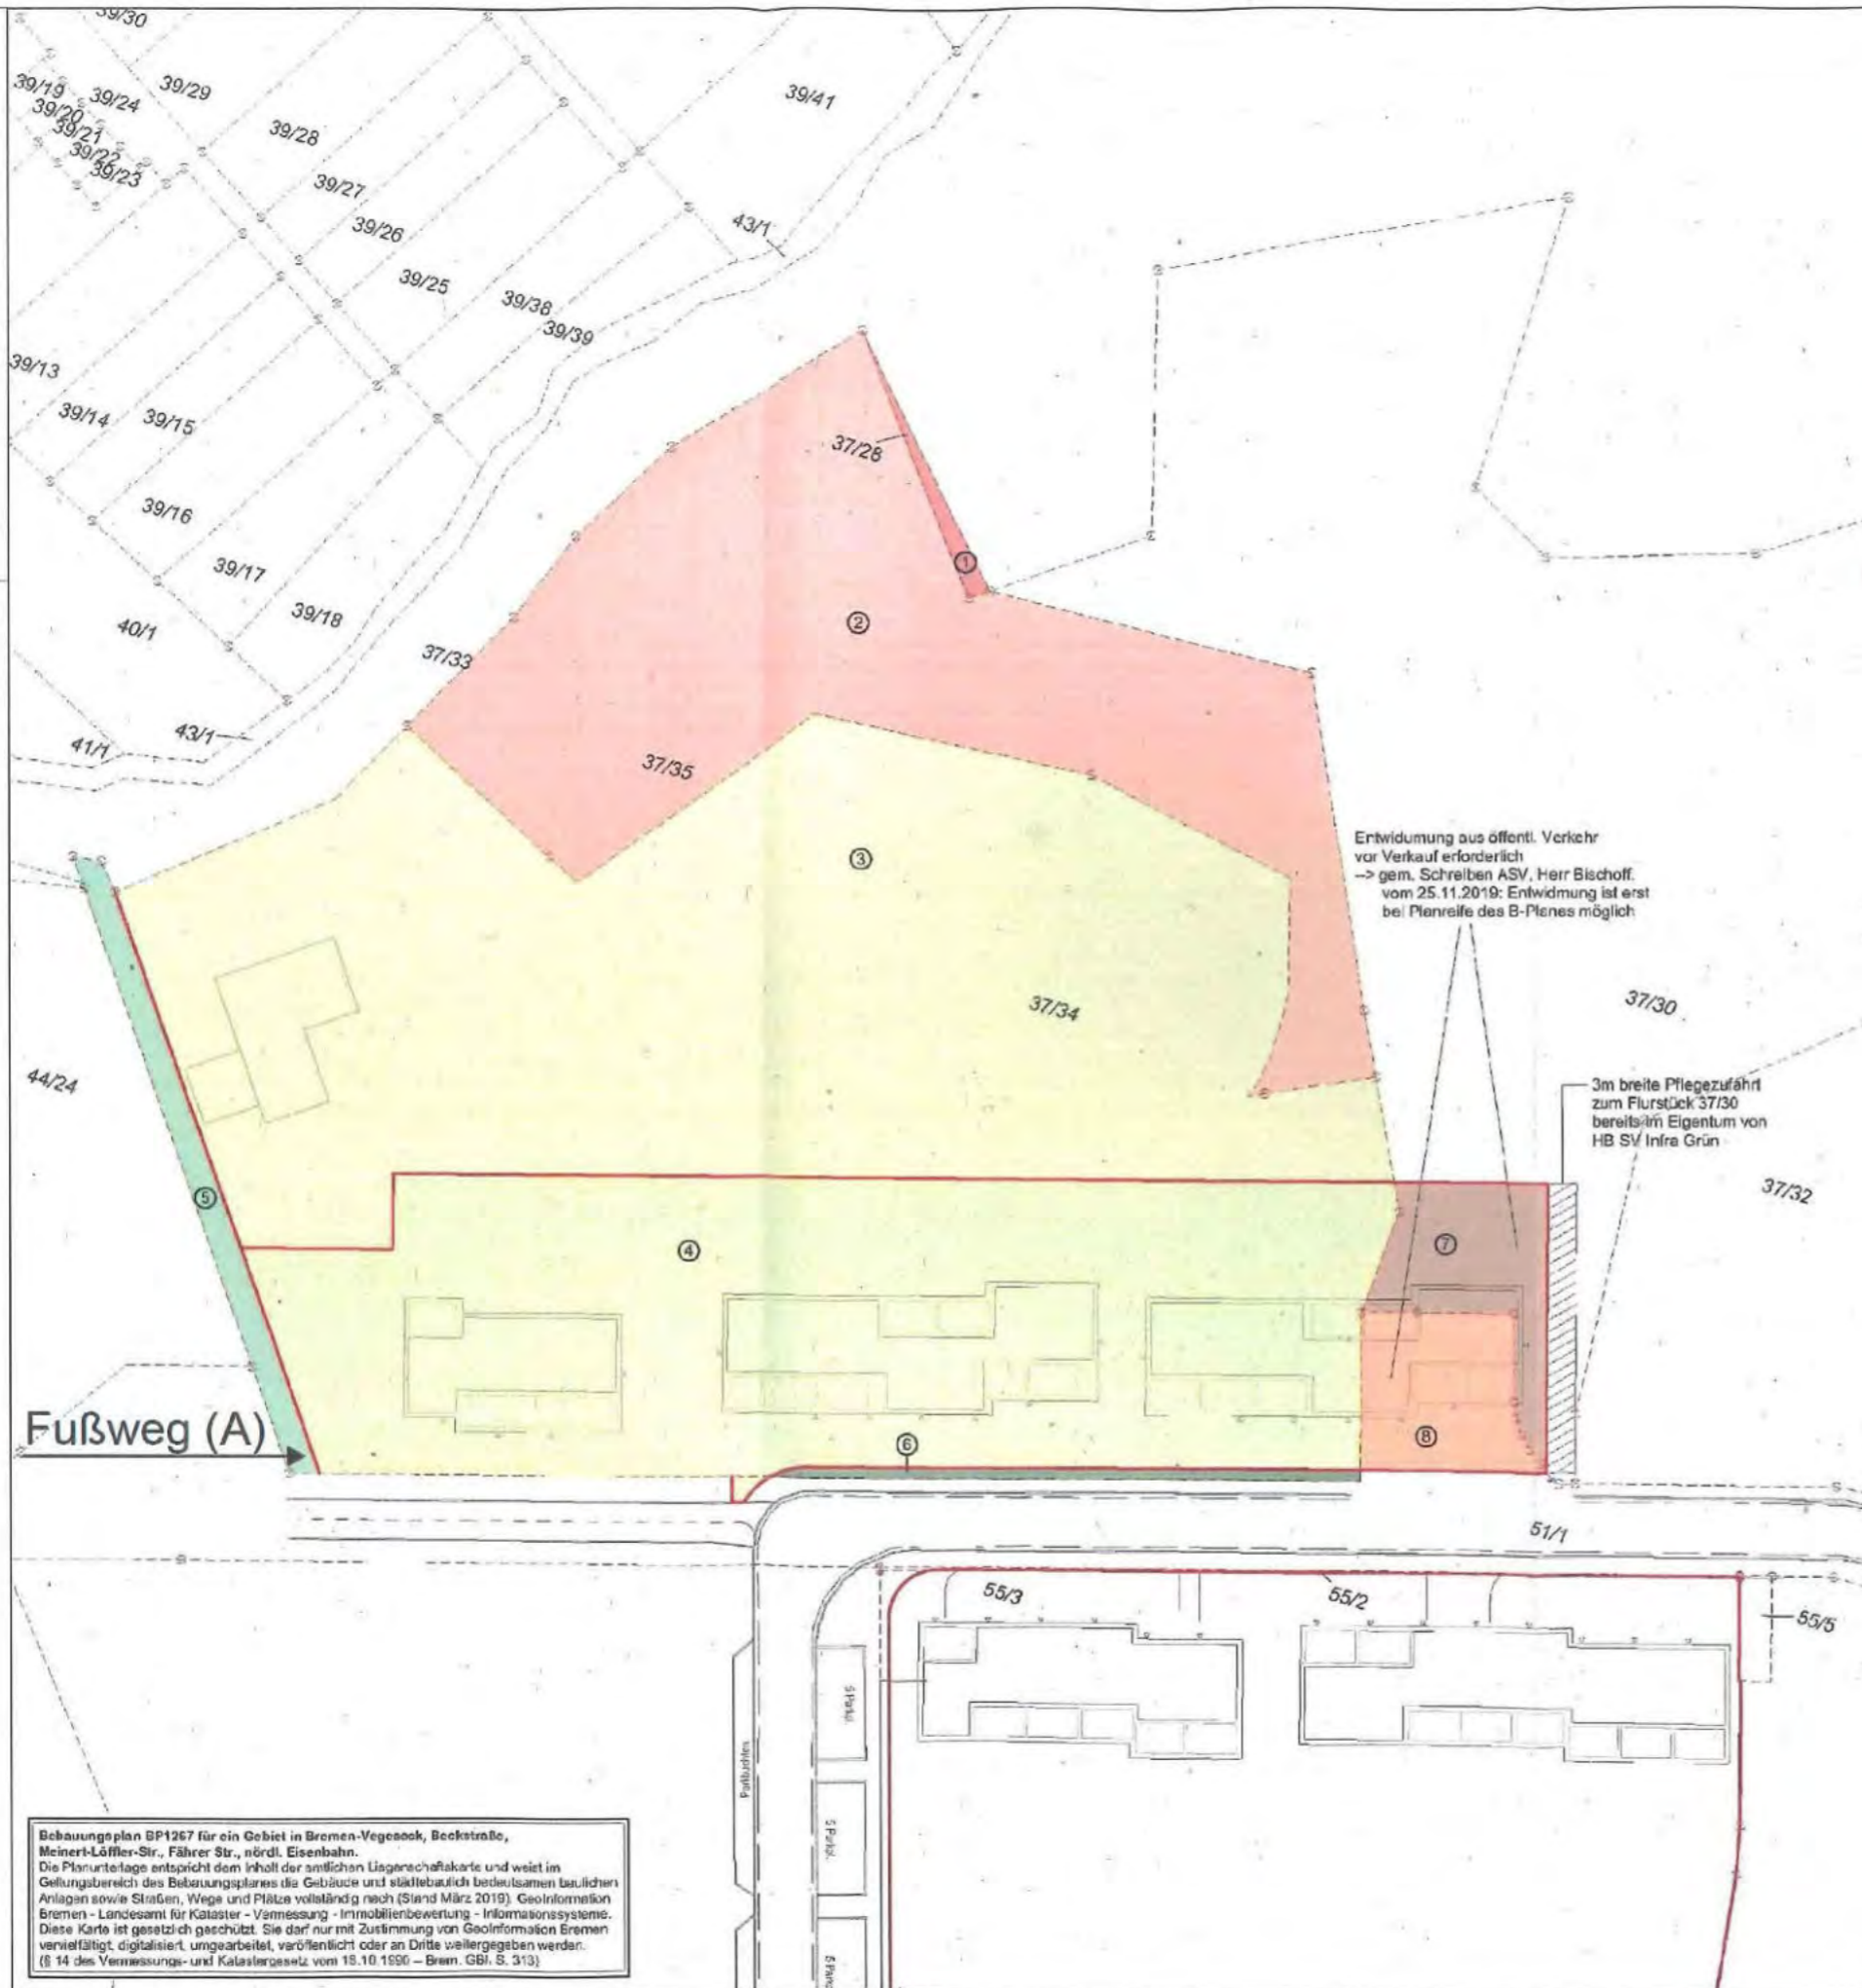 39/30
39/19
39/24
39/29
39/20
39/21
39/22
39/23
39/28
39/41
39/27
39/26
43/1
39/25
39/38
39/39
39/13
39/14
39/15
37/28
39/16
①
39/17
39/18
②
40/1
37/33
41/1
43/1
37/35
③
Entwidumung aus öffentl. Verkehr
vor Verkauf erforderlich
--> gem. Schreiben ASV, Herr Bischoff.
vom 25.11.2019: Entwidmung ist erst
bei Planreife des B-Planes möglich
37/34
37/30
44/24
3m breite Pflegezufahrt
zum Flurstück 37/30
bereits im Eigentum von
HB SV Infra Grün
37/32
⑤
④
⑦
Fußweg (A)
⑥
⑧
51/1
55/3
55/2
55/5
5 Parkpl.
Parkbuchten
5 Parkpl.
Bebauungsplan BP1267 für ein Gebiet in Bremen-Vegesack, Beckstraße,
Meinert-Löffler-Str., Fährer Str., nördl. Eisenbahn.
Die Planunterlage entspricht dem Inhalt der amtlichen Liegenschaftskarte und weist im
Geltungsbereich des Bebauungsplanes die Gebäude und städtebaulich bedeutsamen baulichen
Anlagen sowie Straßen, Wege und Plätze vollständig nach (Stand März 2019). GeoInformation
Bremen - Landesamt für Kataster - Vermessung - Immobilienbewertung - Informationssysteme.
Diese Karte ist gesetzlich geschützt. Sie darf nur mit Zustimmung von GeoInformation Bremen
vervielfältigt, digitalisiert, umgearbeitet, veröffentlicht oder an Dritte weitergegeben werden.
(§ 14 des Vermessungs- und Katastergesetz vom 16.10.1990 – Brem. GBl. S. 313)